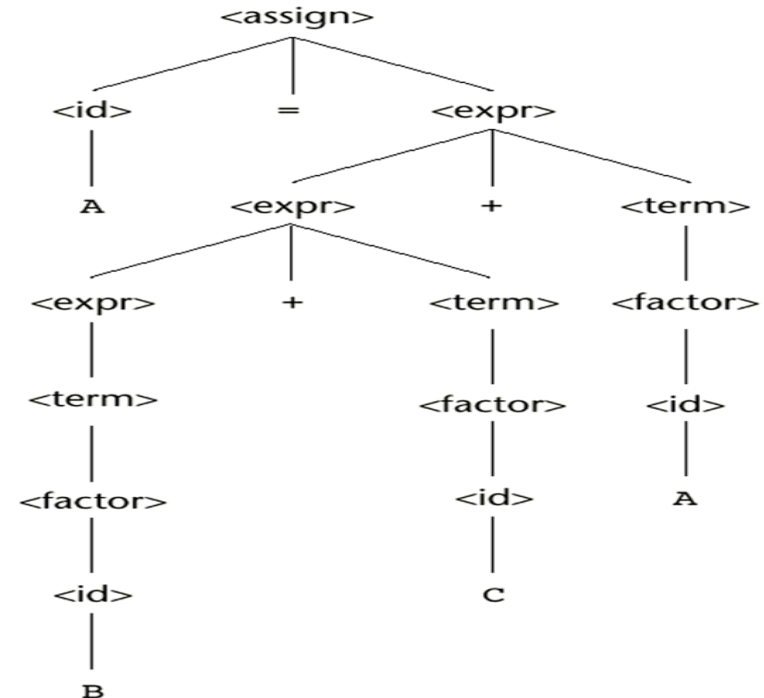 <assign>
<id> = <expr>
A <expr> + <term>
<expr> + <term> <factor>
<term> <factor> <id>
<factor> <id> A
<id> C
B